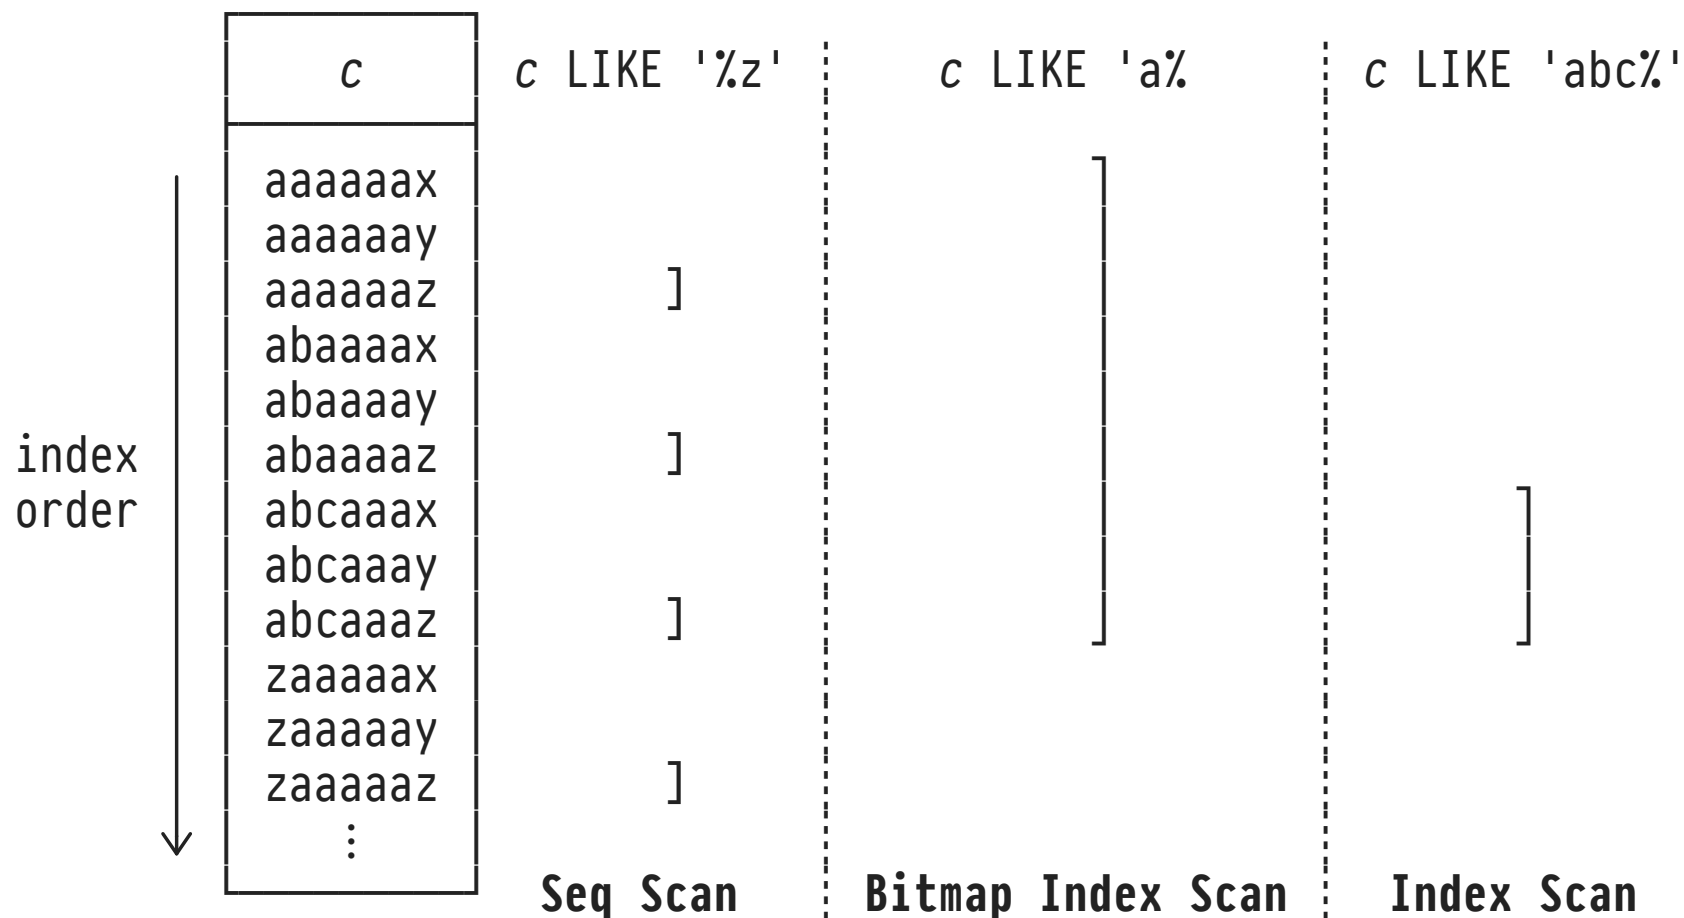 c
c LIKE '%z'
c LIKE 'a%
c LIKE 'abc%'
index
order
aaaaaax
aaaaaay
aaaaaaz
abaaaax
abaaaay
abaaaaz
abcaaax
abcaaay
abcaaaz
zaaaaax
zaaaaay
zaaaaaz
⋮
Seq Scan
Bitmap Index Scan
Index Scan